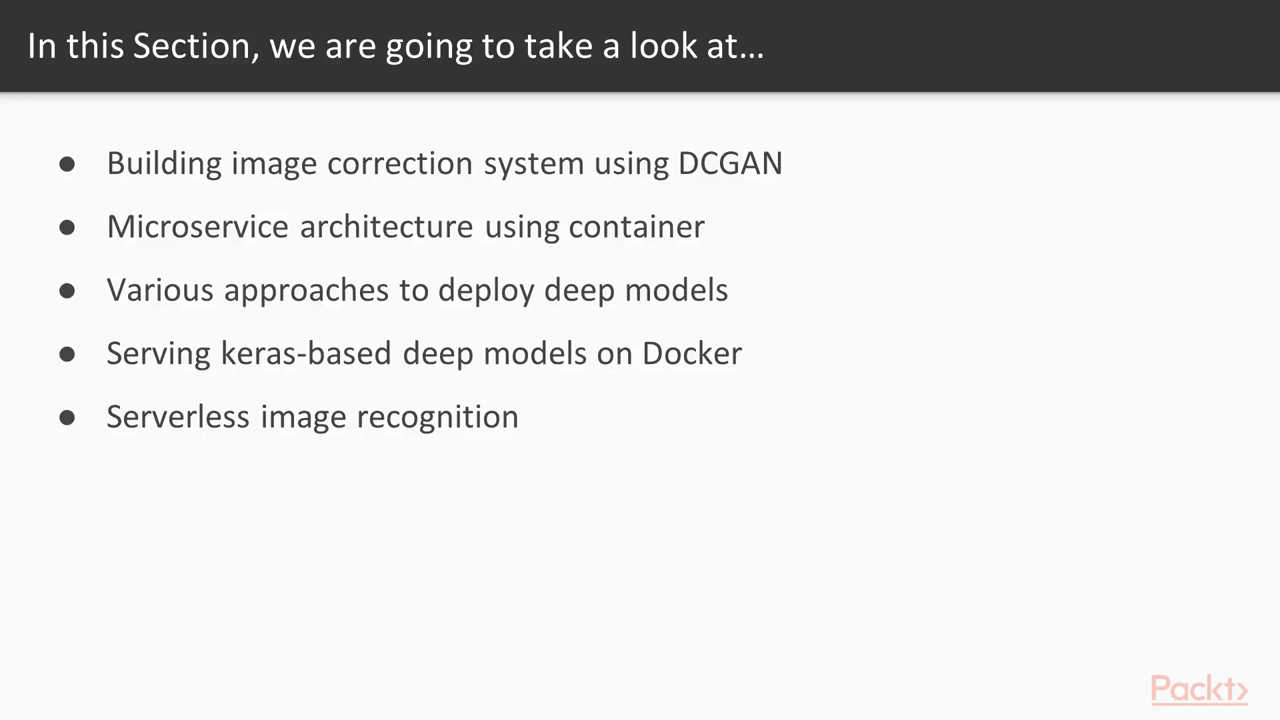 In this Section, we are going to take a look at...
● Building image correction system using DCGAN
● Microservice architecture using container
● Various approaches to deploy deep models
● Serving keras-based deep models on Docker
● Serverless image recognition
Packt>